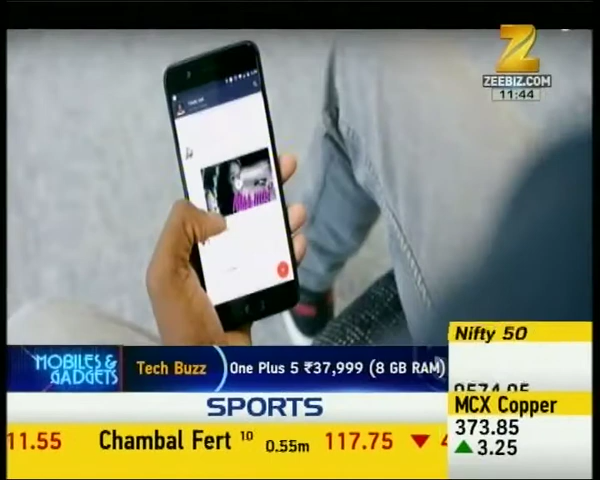 ZEEBIZ.COM
11:44
MOBILES & GADGETS
Tech Buzz
One Plus 5 ₹37,999 (8 GB RAM)
Nifty 50
SPORTS
MCX Copper
373.85
▲ 3.25
11.55 Chambal Fert 10 0.55m 117.75 ▼